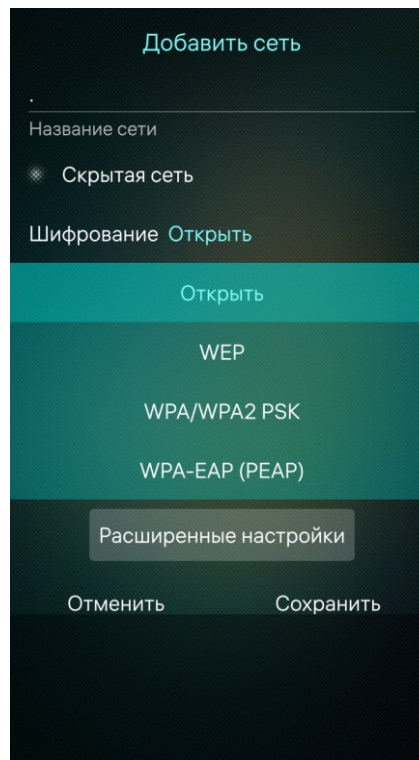 Добавить сеть
.
Название сети
Скрытая сеть
Шифрование Открыть
Открыть
WEP
WPA/WPA2 PSK
WPA-EAP (PEAP)
Расширенные настройки
Отменить Сохранить